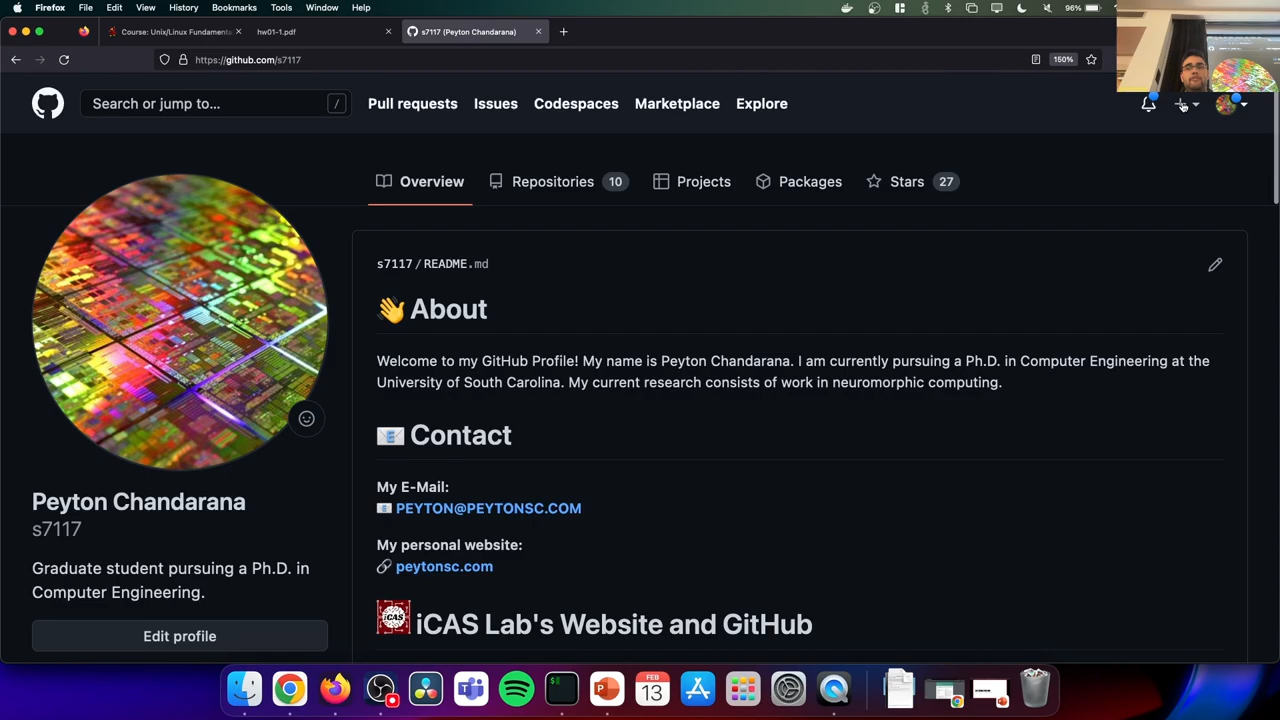 Firefox File Edit View History Bookmarks Tools Window Help 96%
Course: Unix/Linux Fundamenta hw01-1.pdf s7117 (Peyton Chandarana)
https://github.com/s7117 150%
Search or jump to... / Pull requests Issues Codespaces Marketplace Explore
Overview Repositories 10 Projects Packages Stars 27
s7117 / README.md
👋 About
Welcome to my GitHub Profile! My name is Peyton Chandarana. I am currently pursuing a Ph.D. in Computer Engineering at the
University of South Carolina. My current research consists of work in neuromorphic computing.
📧 Contact
My E-Mail:
📧 PEYTON@PEYTONSC.COM
My personal website:
🔗 peytonsc.com
iCAS iCAS Lab's Website and GitHub
Peyton Chandarana
s7117
Graduate student pursuing a Ph.D. in
Computer Engineering.
Edit profile
FEB
13